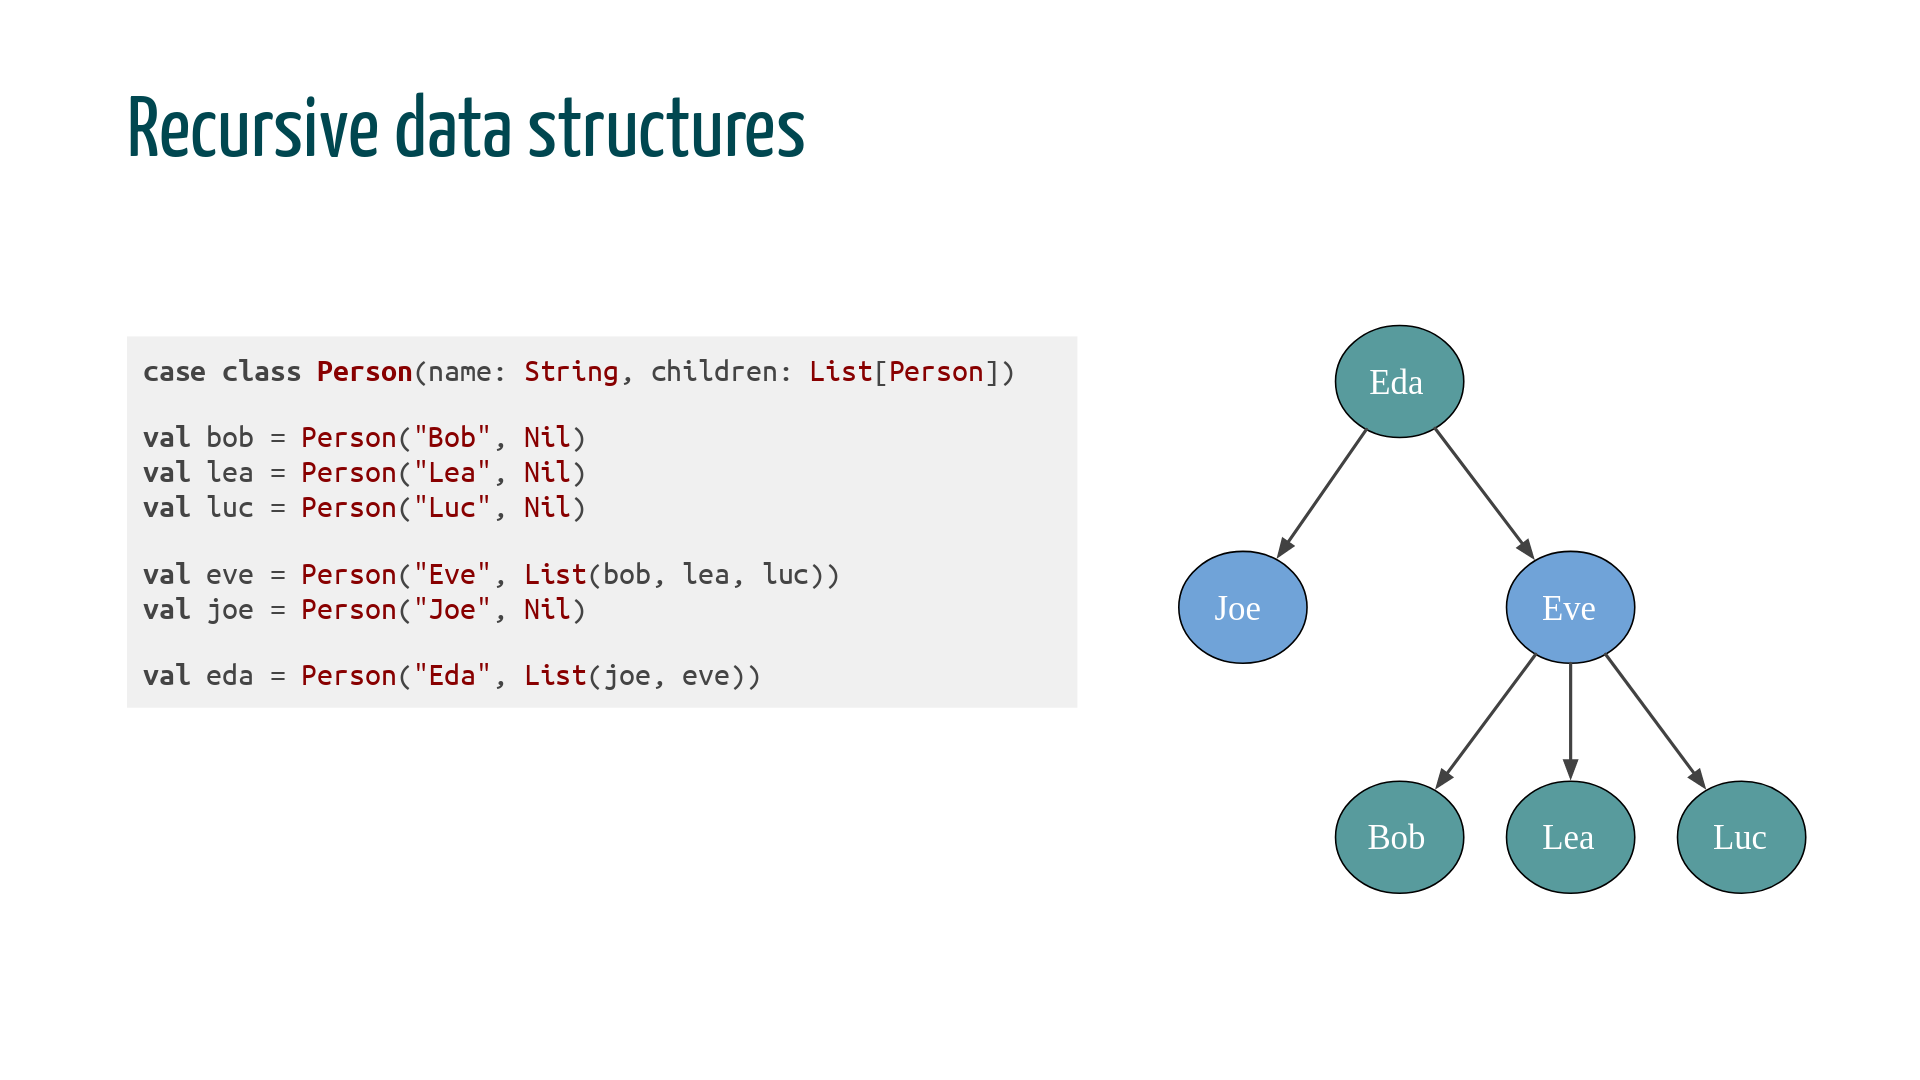 Recursive data structures
case class Person(name: String, children: List[Person])
val bob = Person("Bob", Nil)
val lea = Person("Lea", Nil)
val luc = Person("Luc", Nil)
val eve = Person("Eve", List(bob, lea, luc))
val joe = Person("Joe", Nil)
val eda = Person("Eda", List(joe, eve))
Eda
Joe
Eve
Bob
Lea
Luc